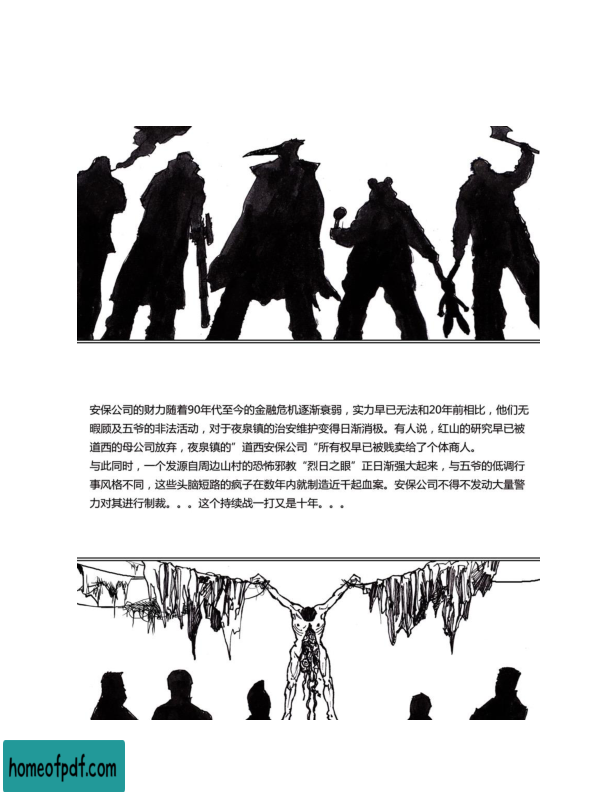 安保公司的财力随着90年代至今的金融危机逐渐衰弱，实力早已无法和20年前相比，他们无
暇顾及五爷的非法活动，对于夜泉镇的治安维护变得日渐消极。有人说，红山的研究早已被
道西的母公司放弃，夜泉镇的”道西安保公司“所有权早已被贱卖给了个体商人。
与此同时，一个发源自周边山村的恐怖邪教“烈日之眼”正日渐强大起来，与五爷的低调行
事风格不同，这些头脑短路的疯子在数年内就制造近千起血案。安保公司不得不发动大量警
力对其进行制裁。。。这个持续战一打又是十年。。。
homeofpdf.com